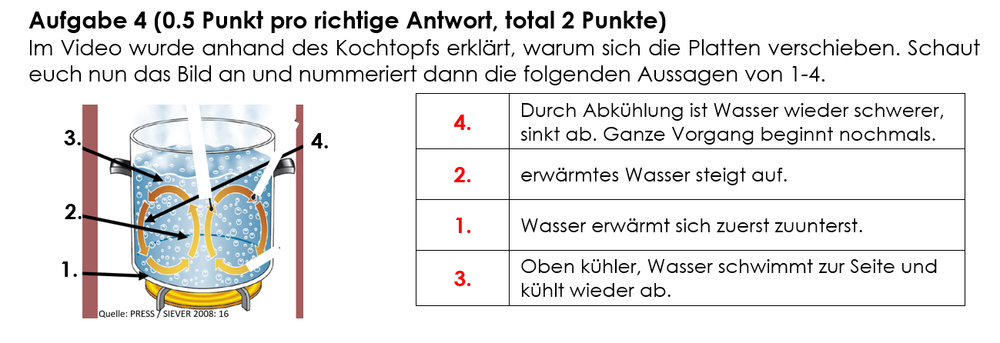 Aufgabe 4 (0.5 Punkt pro richtige Antwort, total 2 Punkte)
Im Video wurde anhand des Kochtopfs erklärt, warum sich die Platten verschieben. Schaut
euch nun das Bild an und nummeriert dann die folgenden Aussagen von 1-4.
3.
4.
2.
1.
Quelle: PRESS / SIEVER 2008: 16
4.
Durch Abkühlung ist Wasser wieder schwerer,
sinkt ab. Ganze Vorgang beginnt nochmals.
2.
erwärmtes Wasser steigt auf.
1.
Wasser erwärmt sich zuerst zuunterst.
3.
Oben kühler, Wasser schwimmt zur Seite und
kühlt wieder ab.